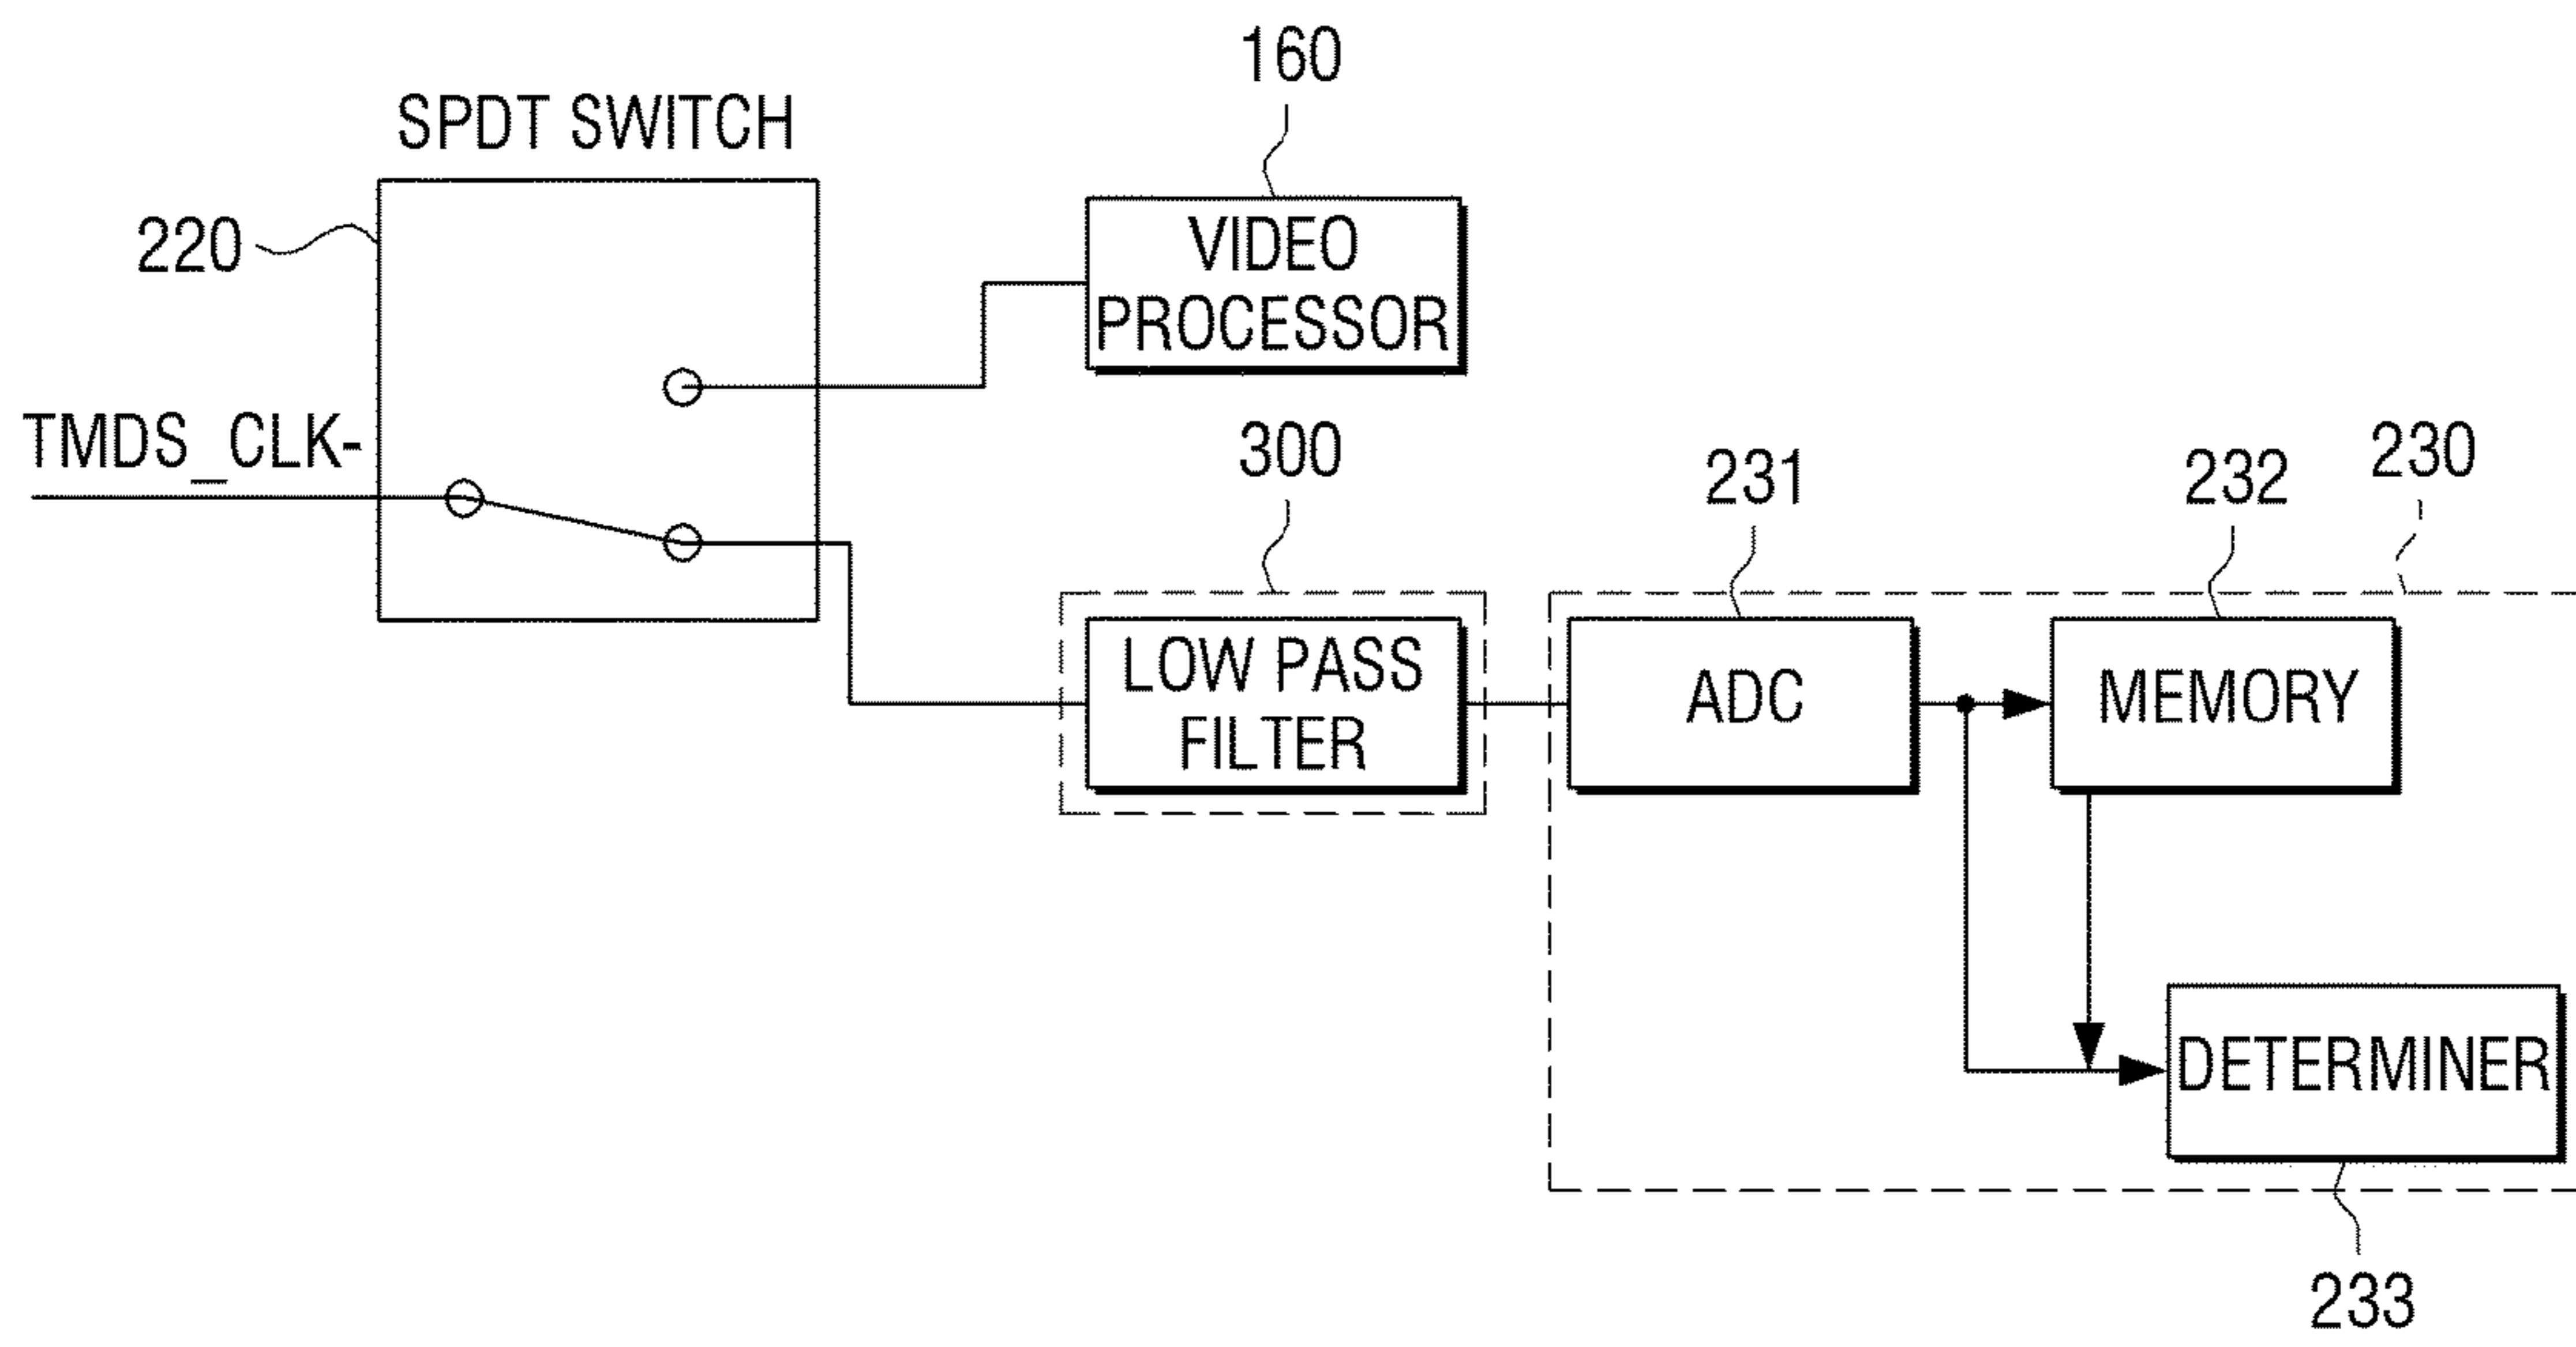 160
SPDT SWITCH
220
VIDEO
PROCESSOR
TMDS_CLK-
300
231
232
230
LOW PASS
FILTER
ADC
MEMORY
DETERMINER
233